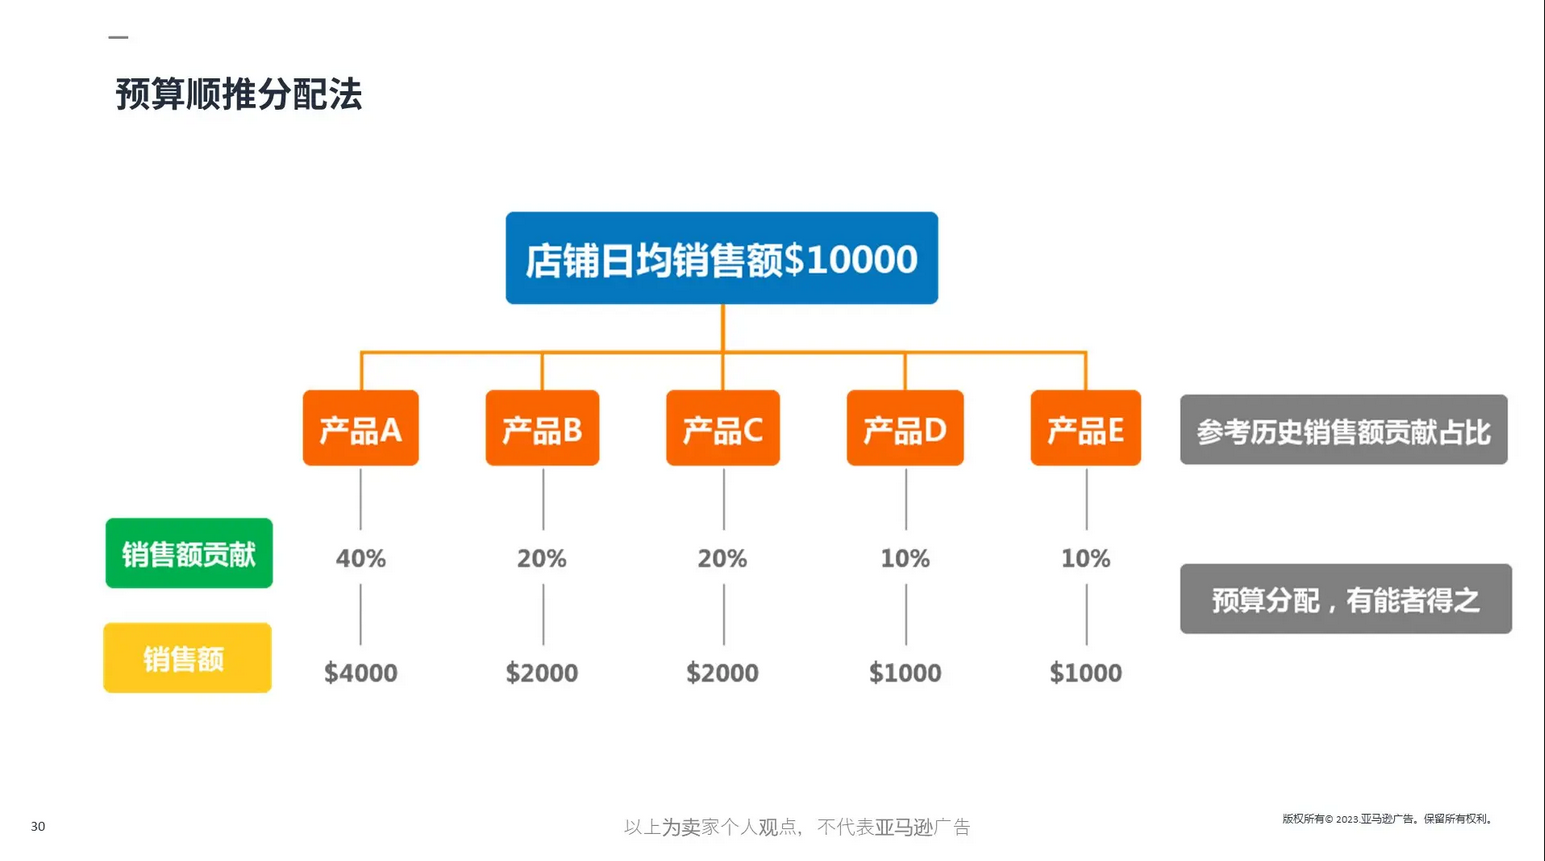 预算顺推分配法
店铺日均销售额$10000
产品A
产品B
产品C
产品D
产品E
参考历史销售额贡献占比
销售额贡献
40%
20%
20%
10%
10%
预算分配，有能者得之
销售额
$4000
$2000
$2000
$1000
$1000
30
以上为卖家个人观点，不代表亚马逊广告
版权所有© 2023.亚马逊广告。保留所有权利。